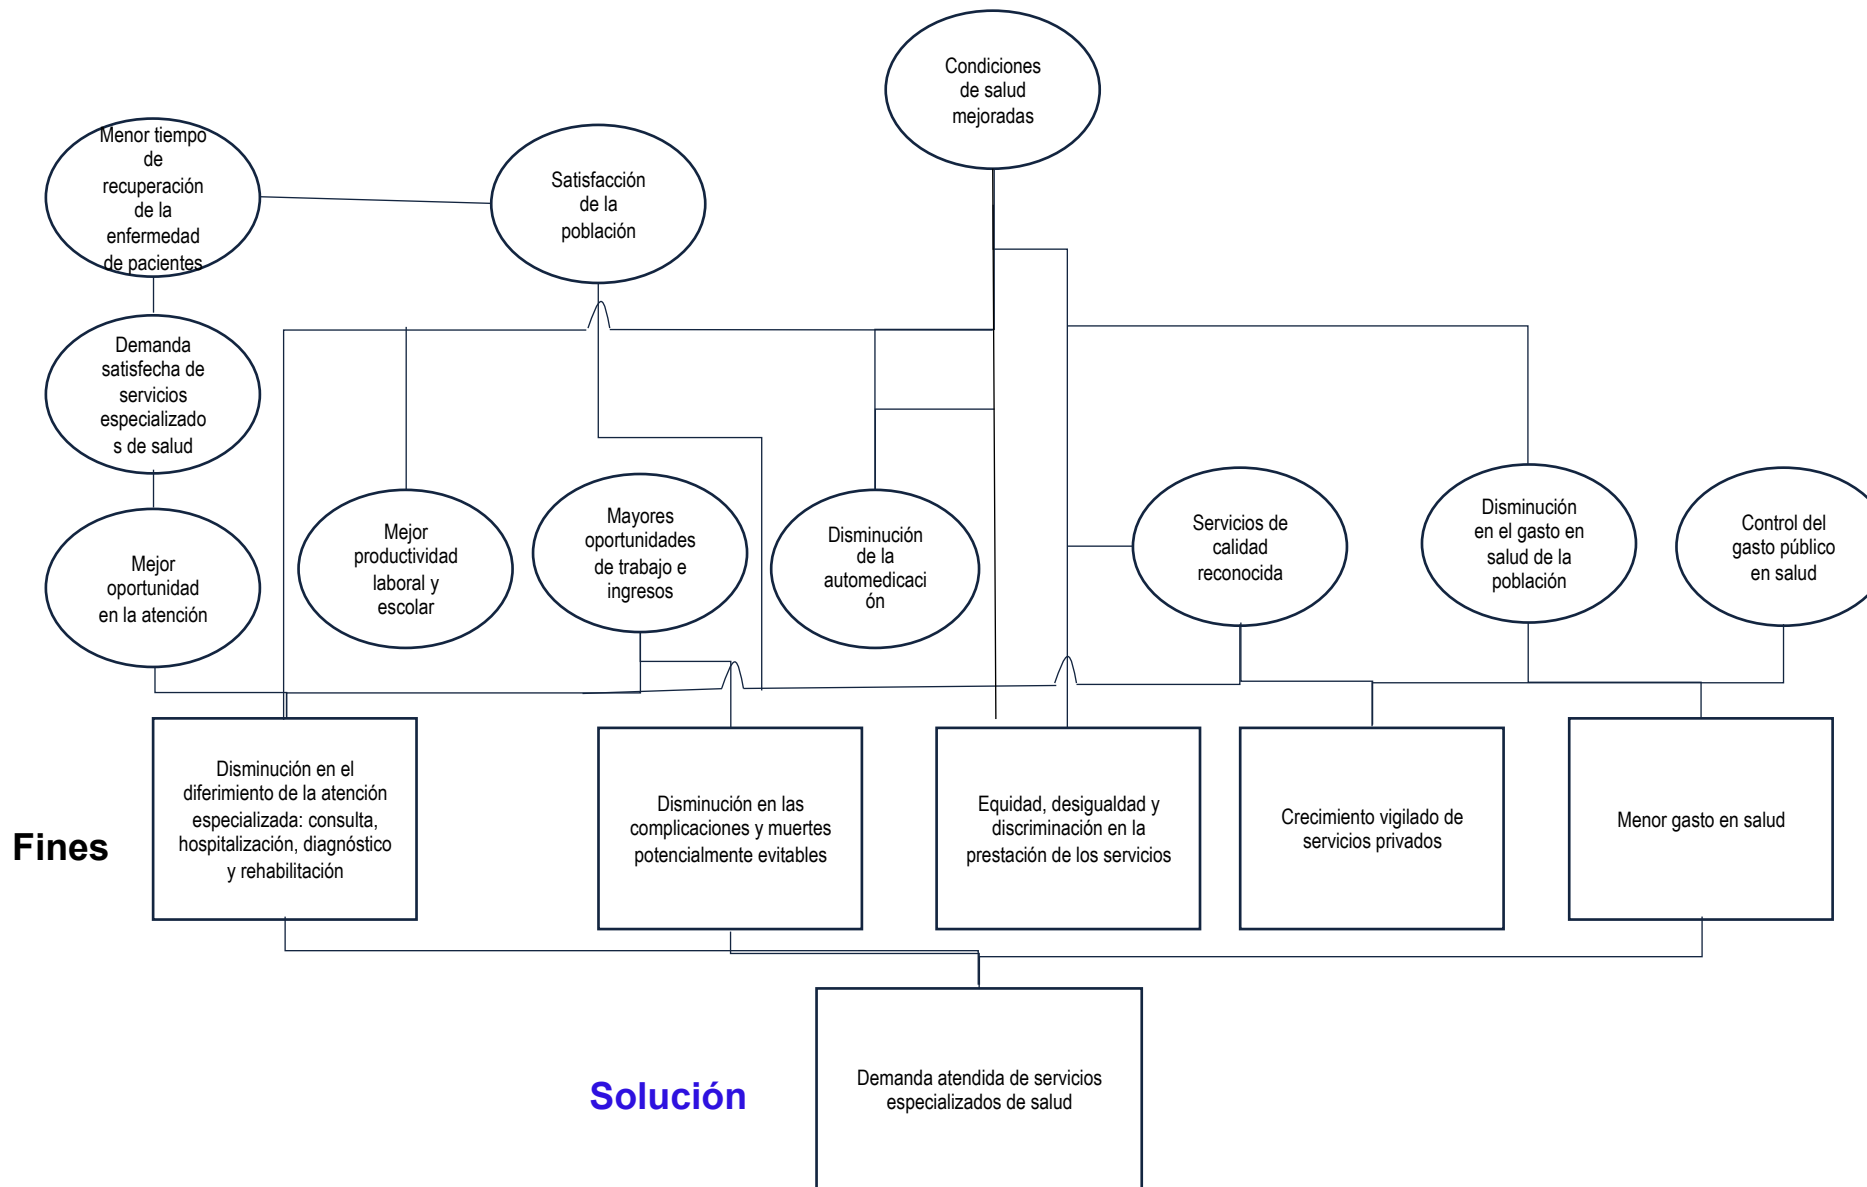 Condiciones
de salud
mejoradas
Menor tiempo
de
recuperación
de la
enfermedad
de pacientes
Satisfacción
de la
población
Demanda
satisfecha de
servicios
especializado
s de salud
Mejor
oportunidad
en la atención
Mejor
productividad
laboral y
escolar
Mayores
oportunidades
de trabajo e
ingresos
Disminución
de la
automedicaci
ón
Servicios de
calidad
reconocida
Disminución
en el gasto en
salud de la
población
Control del
gasto público
en salud
Fines
Disminución en el
diferimiento de la atención
especializada: consulta,
hospitalización, diagnóstico
y rehabilitación
Disminución en las
complicaciones y muertes
potencialmente evitables
Equidad, desigualdad y
discriminación en la
prestación de los servicios
Crecimiento vigilado de
servicios privados
Menor gasto en salud
Solución
Demanda atendida de servicios
especializados de salud